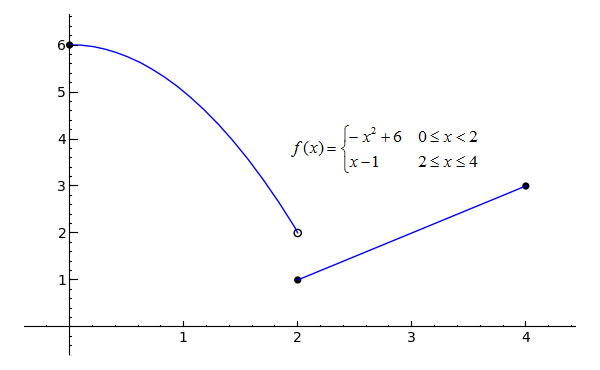 6
5
4
f(x) = { −x² + 6   0 ≤ x < 2
x − 1   2 ≤ x ≤ 4
3
2
1
1 2 3 4